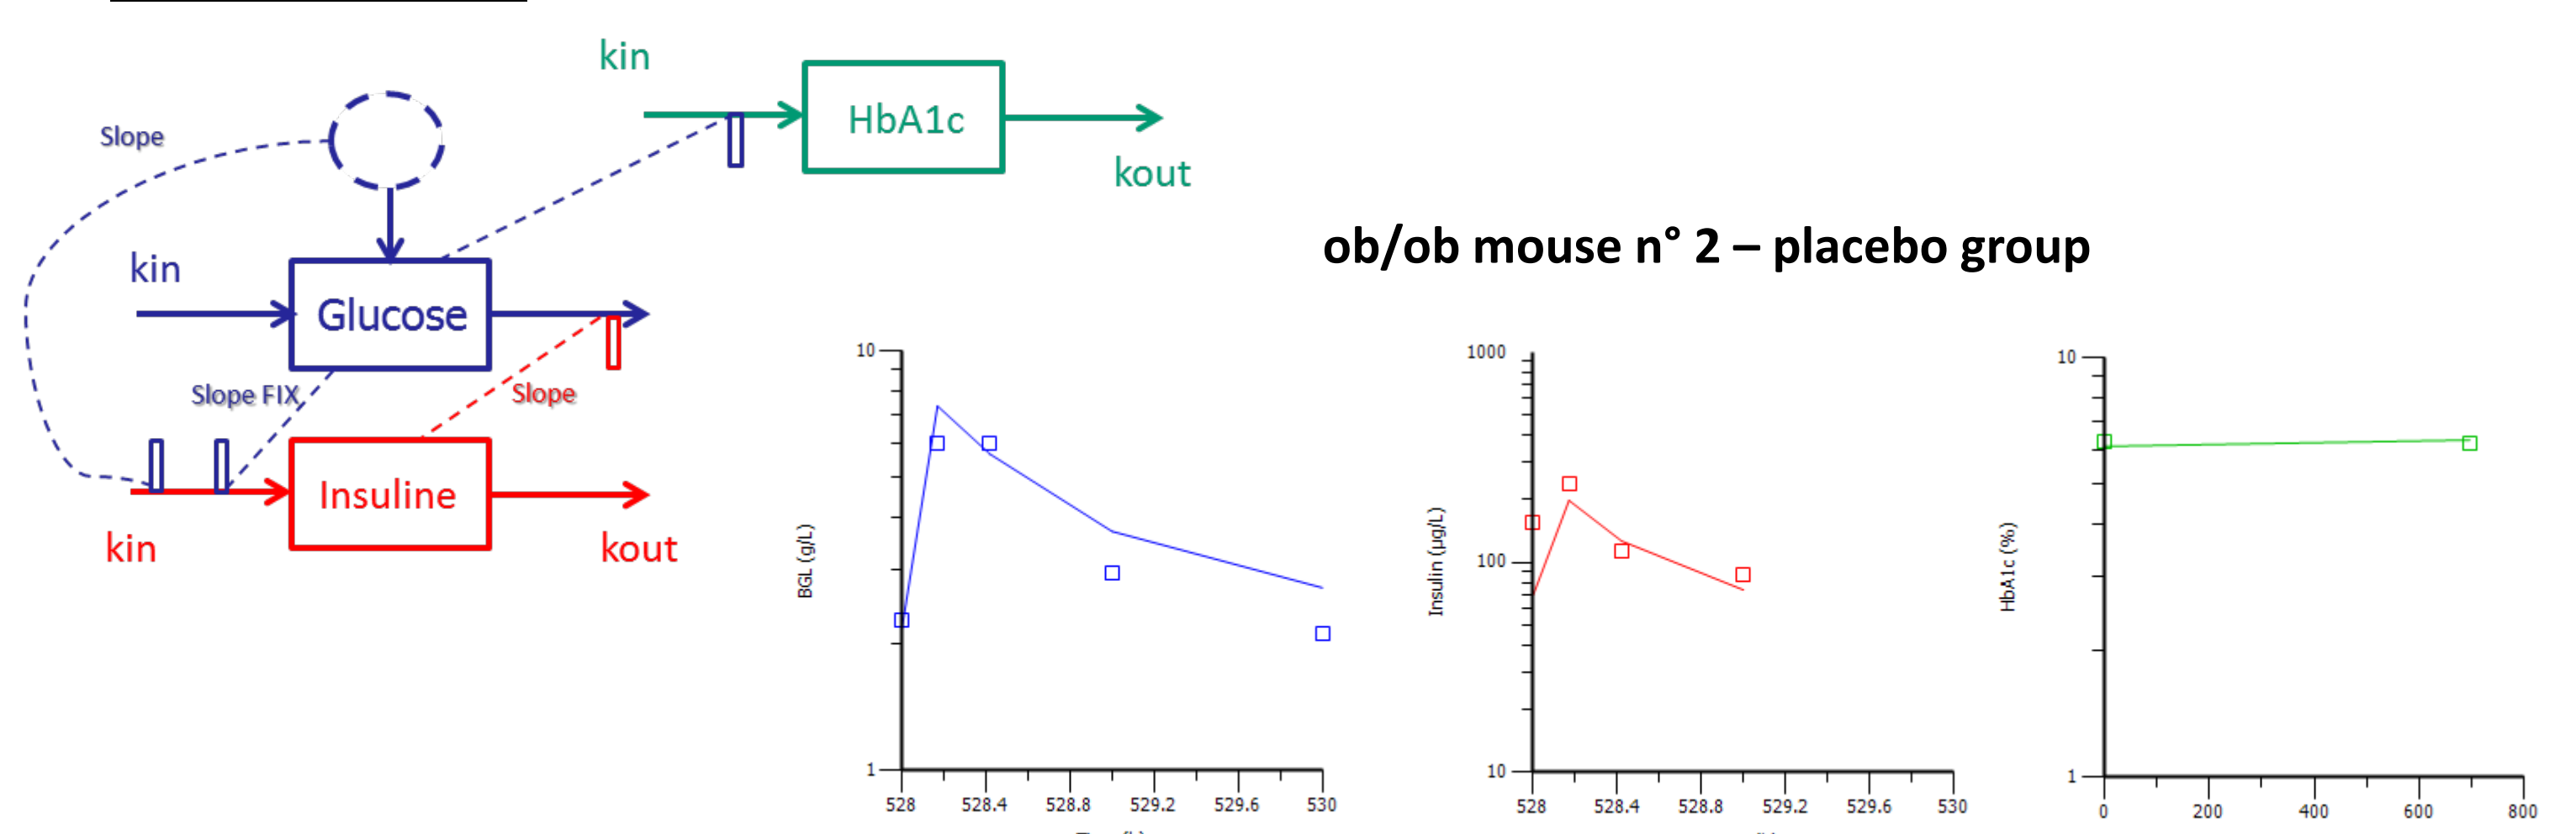 kin
HbA1c
kout
Slope
kin
Glucose
Slope FIX
Slope
Insuline
kin
kout
ob/ob mouse n° 2 – placebo group
10
BGL (g/L)
1
528
528.4
528.8
529.2
529.6
530
1000
Insulin (µg/L)
100
10
528
528.4
528.8
529.2
529.6
530
10
HbA1c (%)
1
0
200
400
600
800